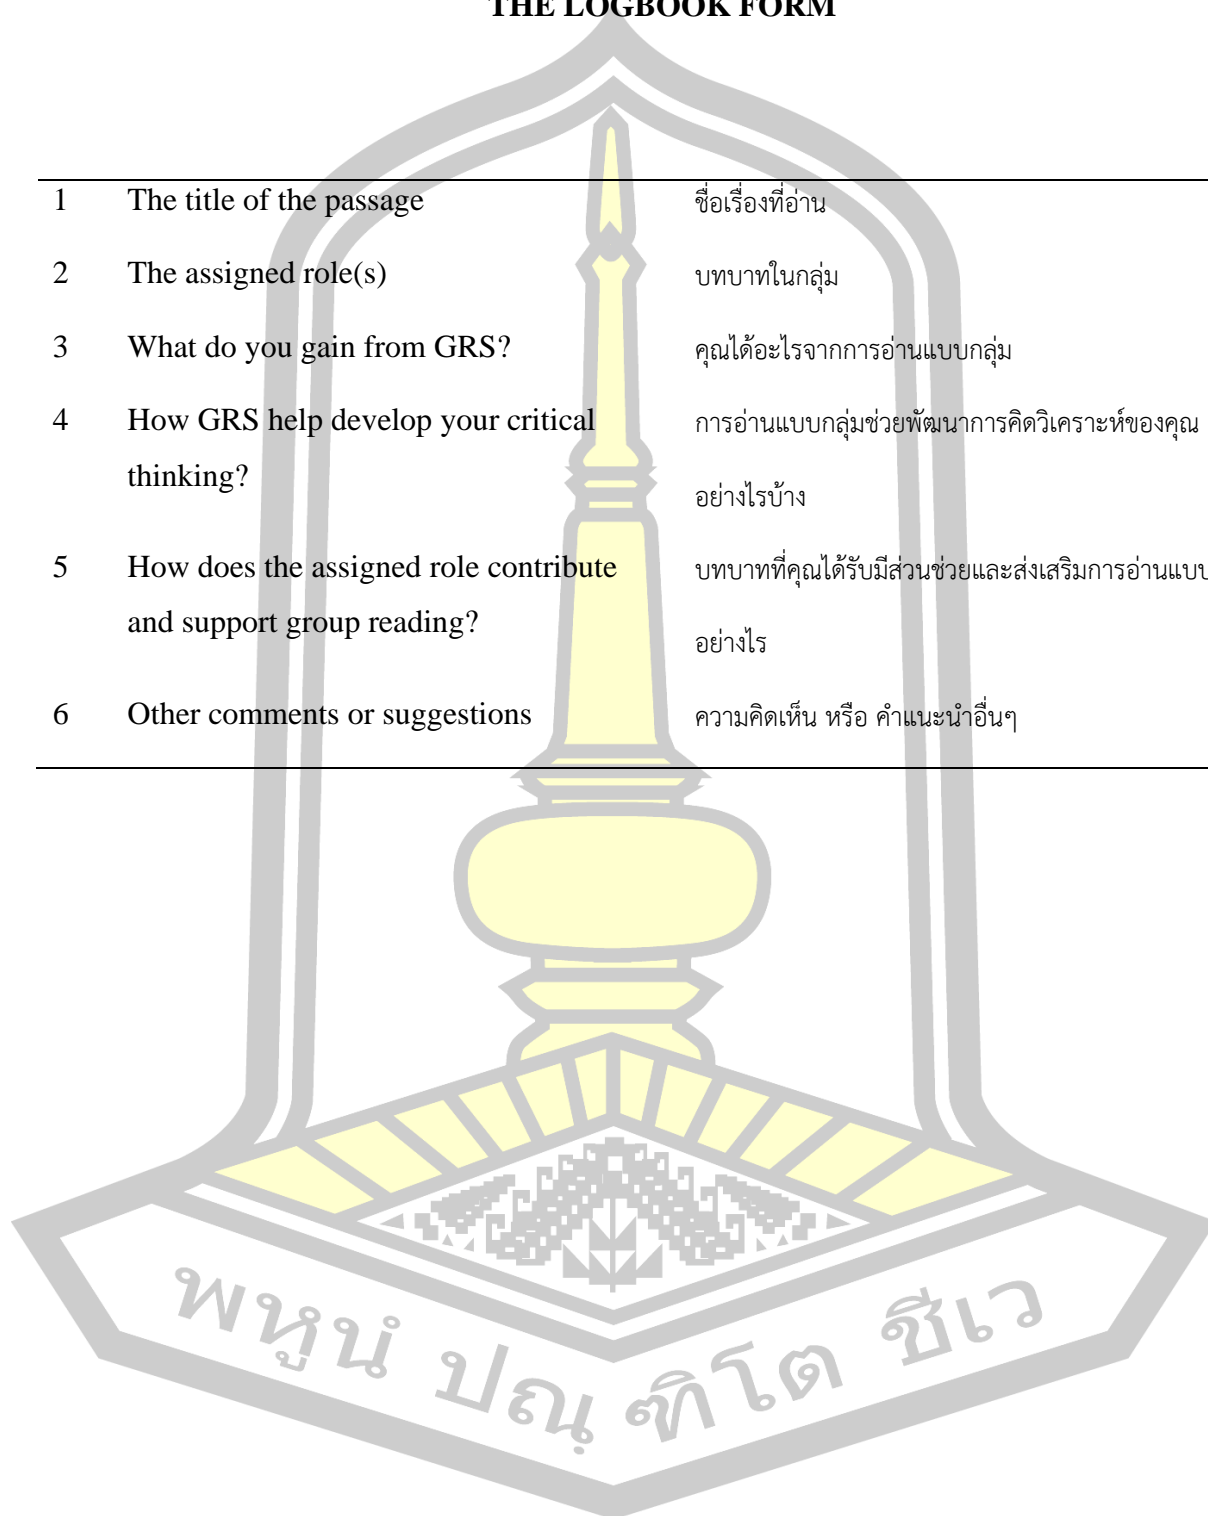 THE LOGBOOK FORM
1 The title of the passage ชื่อเรื่องที่อ่าน
2 The assigned role(s) บทบาทในกลุ่ม
3 What do you gain from GRS? คุณได้อะไรจากการอ่านแบบกลุ่ม
4 How GRS help develop your critical การอ่านแบบกลุ่มช่วยพัฒนาการคิดวิเคราะห์ของคุณ
thinking? อย่างไรบ้าง
5 How does the assigned role contribute บทบาทที่คุณได้รับมีส่วนช่วยและส่งเสริมการอ่านแบบ
and support group reading? อย่างไร
6 Other comments or suggestions ความคิดเห็น หรือ คำแนะนำอื่นๆ
พหูนํ ปณฺฑิโต ชีเว